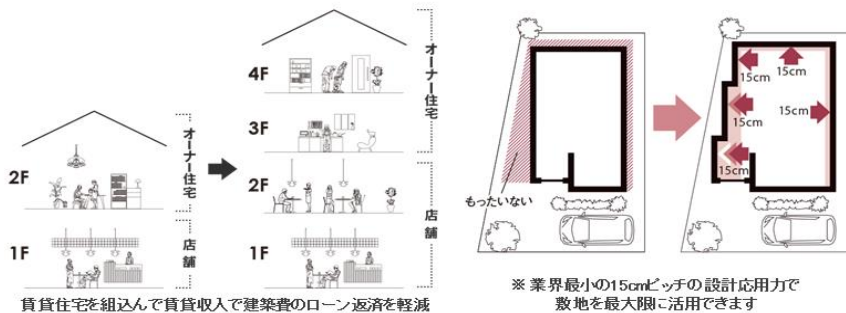 2F
1F
オーナー住宅
店舗
4F
3F
2F
1F
オーナー住宅
店舗
賃貸住宅を組込んで賃貸収入で建築費のローン返済を軽減
もったいない
15cm
15cm
15cm
15cm
15cm
※ 業界最小の15cmピッチの設計応用力で
敷地を最大限に活用できます